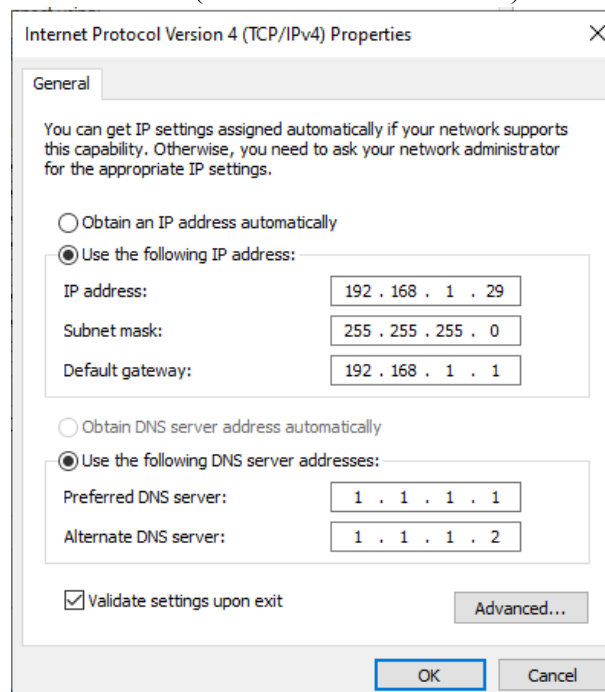 Internet Protocol Version 4 (TCP/IPv4) Properties
General
You can get IP settings assigned automatically if your network supports
this capability. Otherwise, you need to ask your network administrator
for the appropriate IP settings.
Obtain an IP address automatically
Use the following IP address:
IP address: 192 . 168 . 1 . 29
Subnet mask: 255 . 255 . 255 . 0
Default gateway: 192 . 168 . 1 . 1
Obtain DNS server address automatically
Use the following DNS server addresses:
Preferred DNS server: 1 . 1 . 1 . 1
Alternate DNS server: 1 . 1 . 1 . 2
Validate settings upon exit
Advanced...
OK Cancel